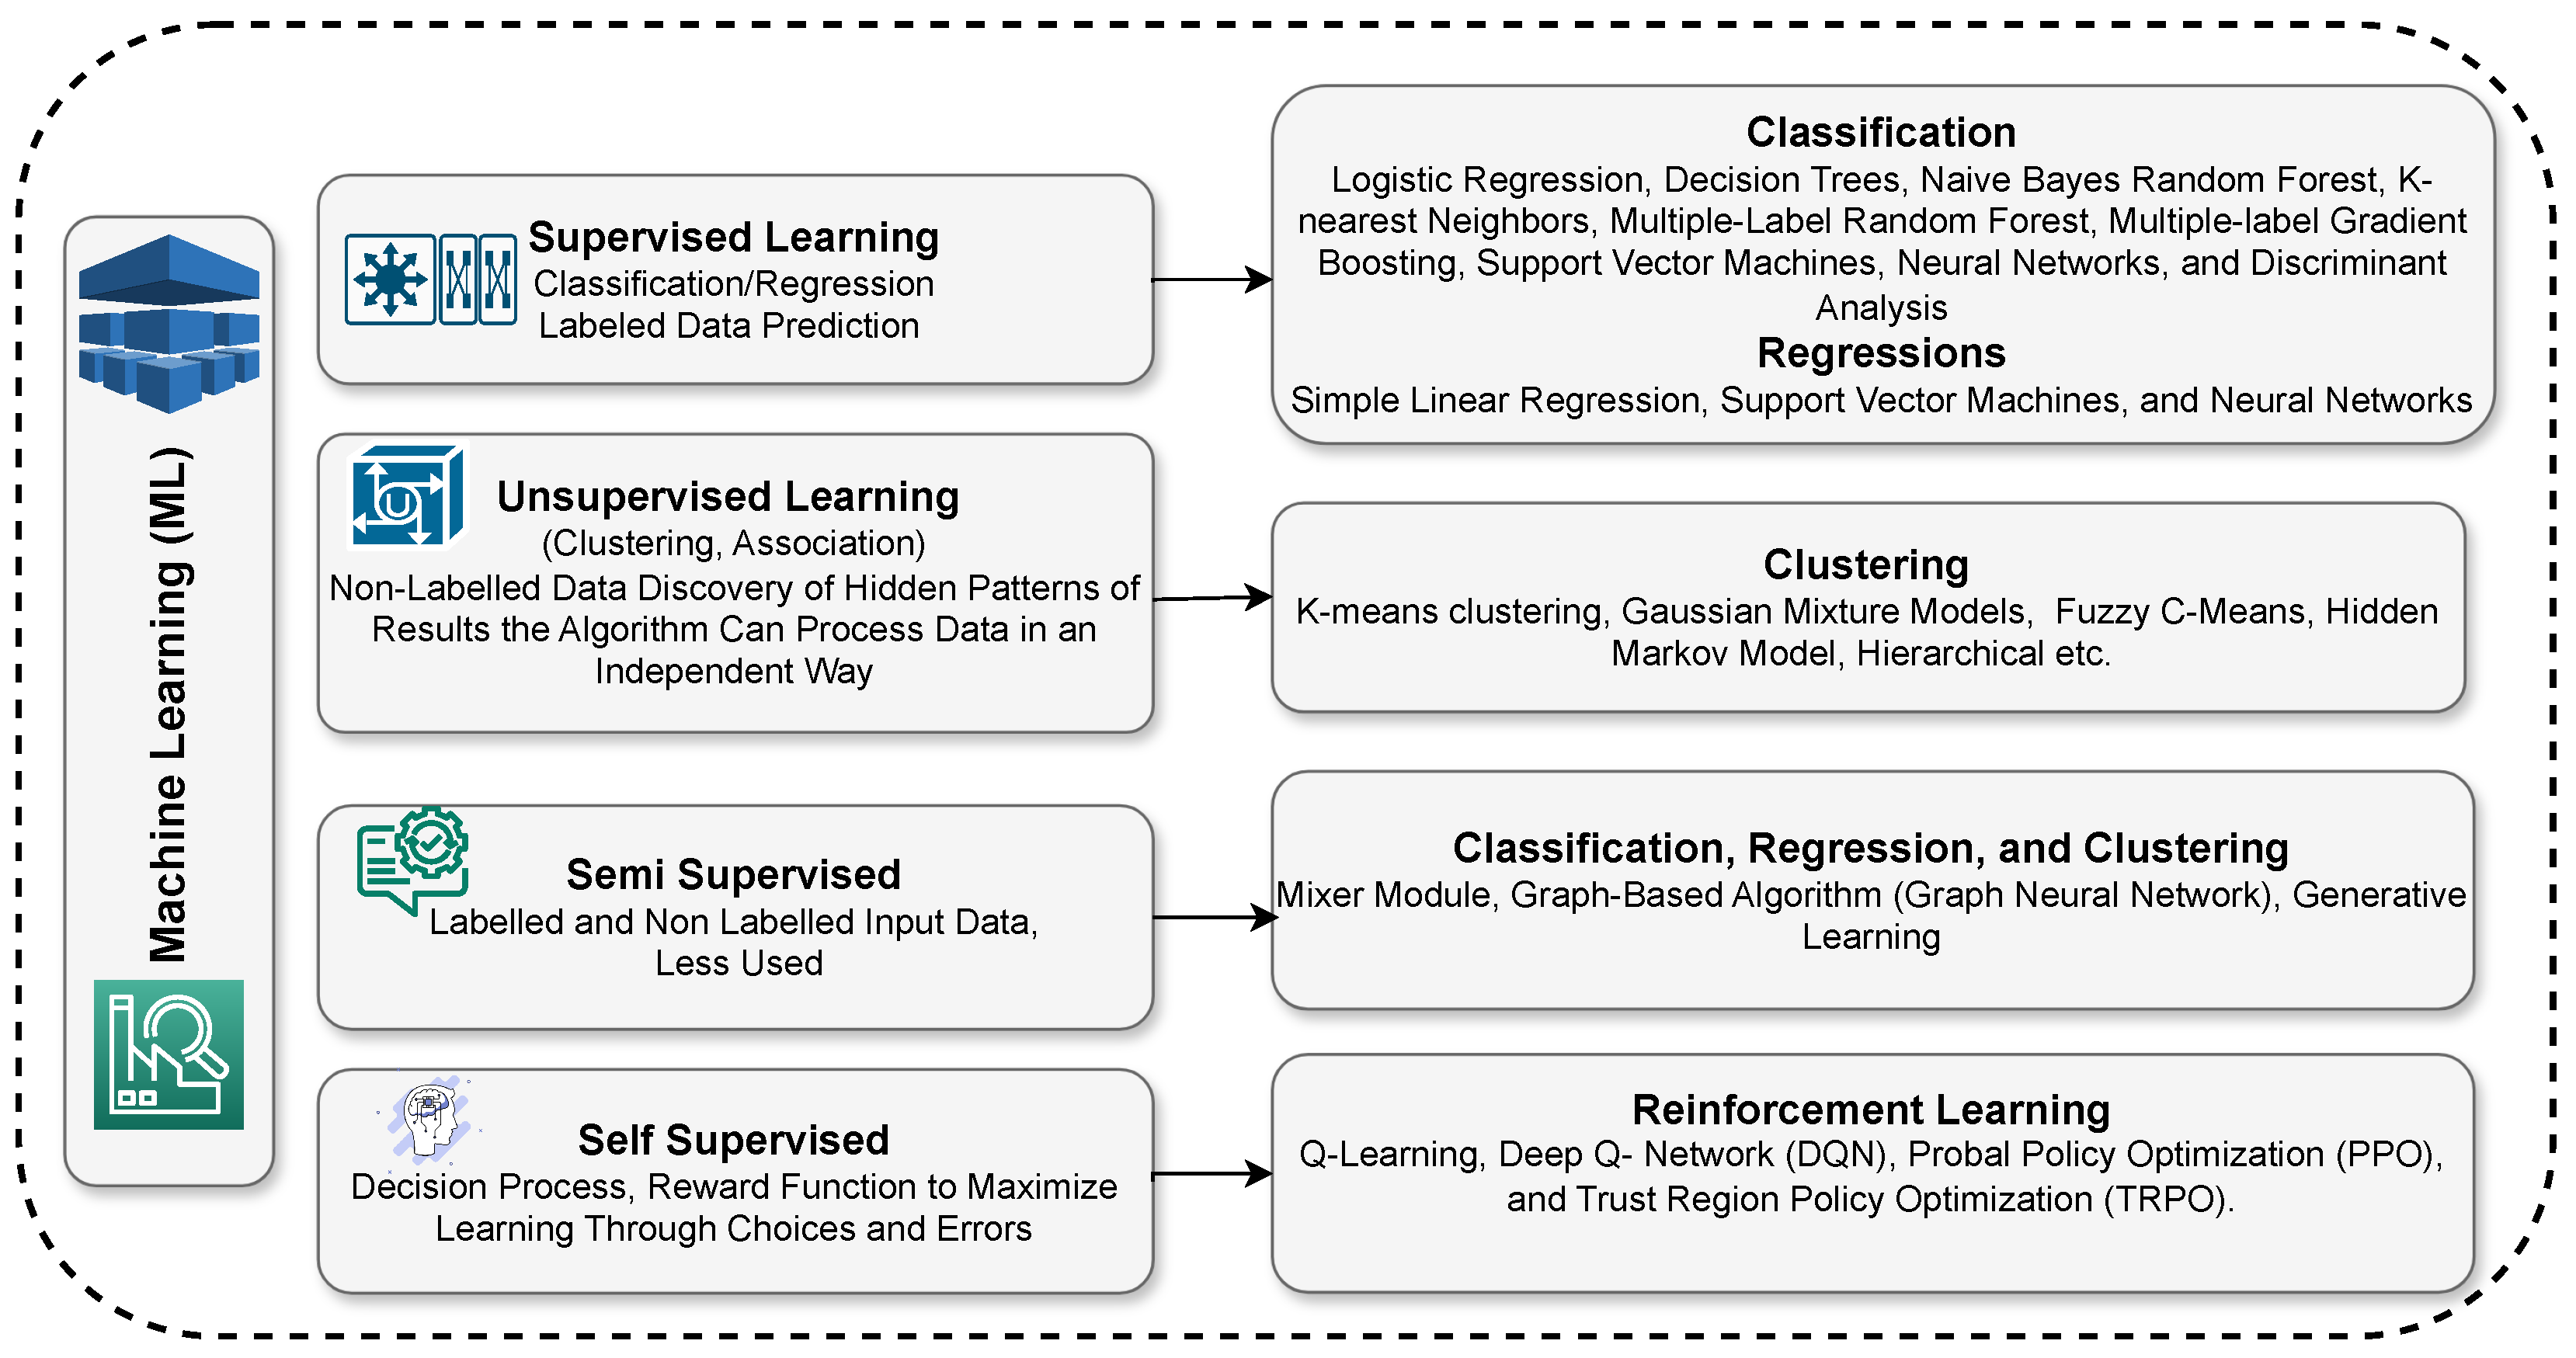 Machine Learning (ML)
Supervised Learning
Classification/Regression
Labeled Data Prediction
Classification
Logistic Regression, Decision Trees, Naive Bayes Random Forest, K-
nearest Neighbors, Multiple-Label Random Forest, Multiple-label Gradient
Boosting, Support Vector Machines, Neural Networks, and Discriminant
Analysis
Regressions
Simple Linear Regression, Support Vector Machines, and Neural Networks
U
Unsupervised Learning
(Clustering, Association)
Non-Labelled Data Discovery of Hidden Patterns of
Results the Algorithm Can Process Data in an
Independent Way
Clustering
K-means clustering, Gaussian Mixture Models,  Fuzzy C-Means, Hidden
Markov Model, Hierarchical etc.
Semi Supervised
Labelled and Non Labelled Input Data,
Less Used
Classification, Regression, and Clustering
Mixer Module, Graph-Based Algorithm (Graph Neural Network), Generative
Learning
Self Supervised
Decision Process, Reward Function to Maximize
Learning Through Choices and Errors
Reinforcement Learning
Q-Learning, Deep Q- Network (DQN), Probal Policy Optimization (PPO),
and Trust Region Policy Optimization (TRPO).